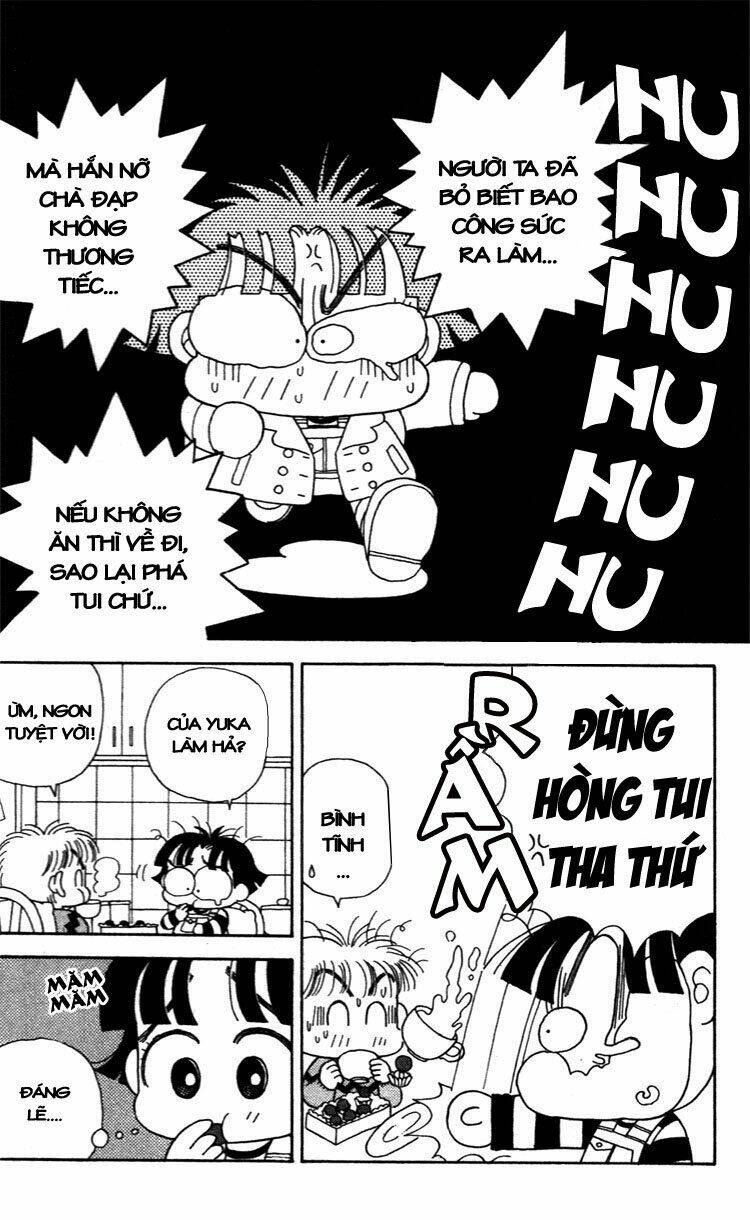 HU
HU
HU
HU
HU
HU
NGƯỜI TA ĐÃ
BỎ BIẾT BAO
CÔNG SỨC
RA LÀM...
MÀ HẮN NỠ
CHÀ ĐẠP
KHÔNG
THƯƠNG
TIẾC...
NẾU KHÔNG
ĂN THÌ VỀ ĐI,
SAO LẠI PHÁ
TUI CHỨ...
ĐỪNG
HÒNG TUI
THA THỨ
RẦM
BÌNH
TĨNH
...
CỦA YUKA
LÀM HẢ?
ỪM, NGON
TUYỆT VỜI!
MĂM
MĂM
ĐÁNG
LẼ....